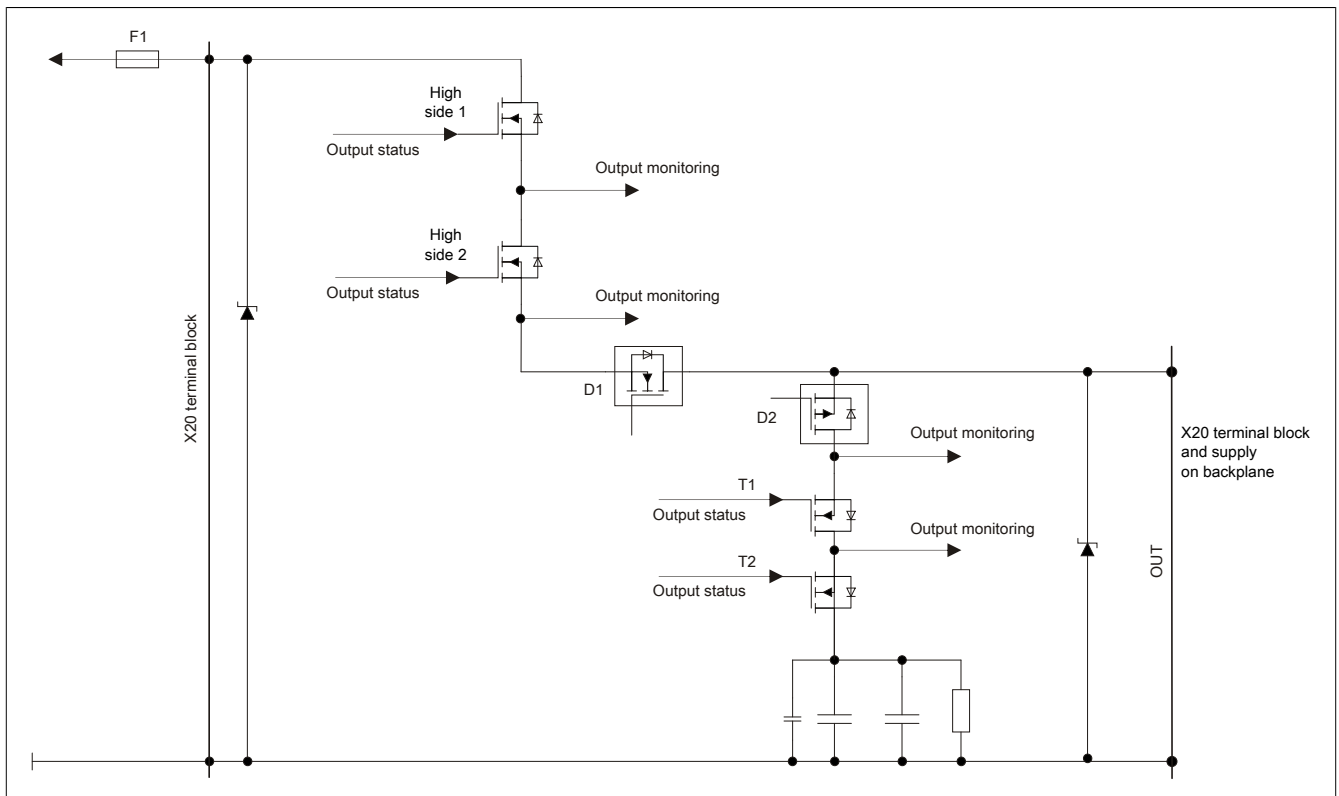 F1
High
side 1
Output status
Output monitoring
High
side 2
Output status
Output monitoring
X20 terminal block
D1
D2
Output monitoring
X20 terminal block
and supply
on backplane
T1
Output status
Output monitoring
T2
Output status
OUT